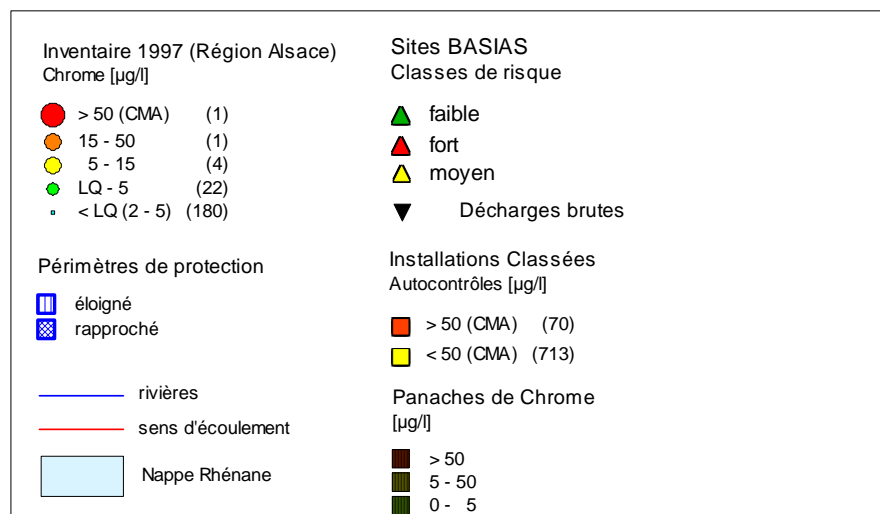 Inventaire 1997 (Région Alsace)
Chrome [µg/l]
> 50 (CMA) (1)
15 - 50 (1)
5 - 15 (4)
LQ - 5 (22)
< LQ (2 - 5) (180)
Périmètres de protection
éloigné
rapproché
rivières
sens d'écoulement
Nappe Rhénane
Sites BASIAS
Classes de risque
faible
fort
moyen
Décharges brutes
Installations Classées
Autocontrôles [µg/l]
> 50 (CMA) (70)
< 50 (CMA) (713)
Panaches de Chrome
[µg/l]
> 50
5 - 50
0 - 5